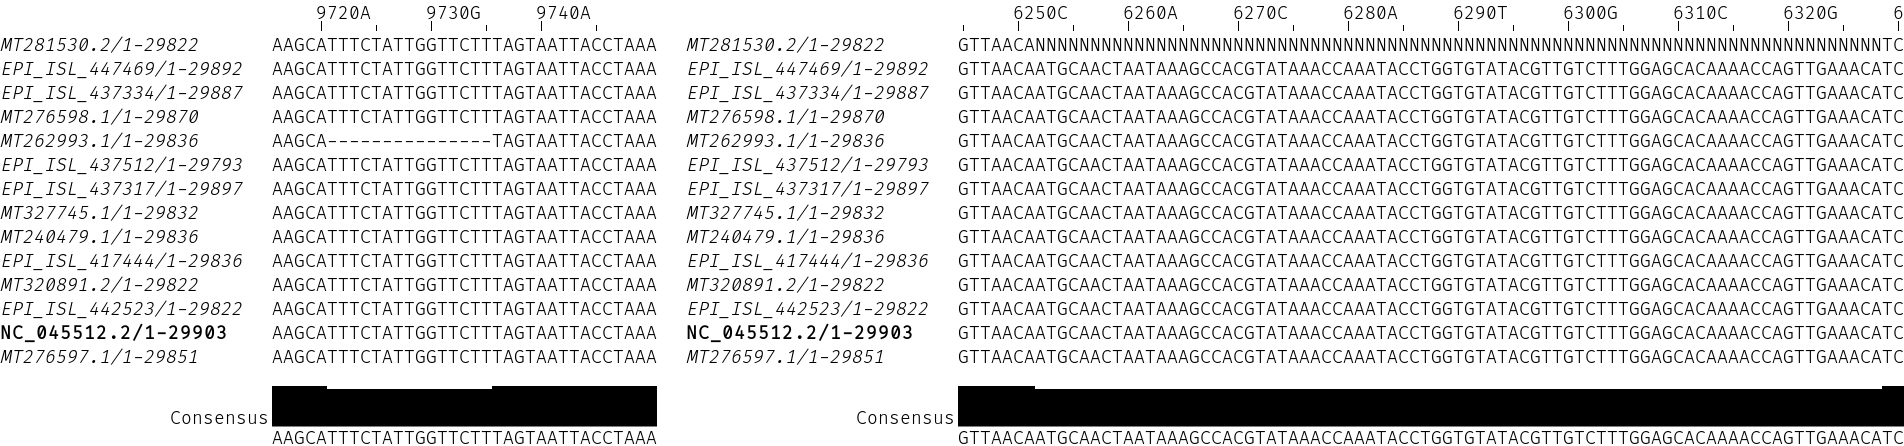 9720A 9730G 9740A
MT281530.2/1-29822 AAGCATTTCTATTGGTTCTTTAGTAATTACCTAAA
EPI_ISL_447469/1-29892 AAGCATTTCTATTGGTTCTTTAGTAATTACCTAAA
EPI_ISL_437334/1-29887 AAGCATTTCTATTGGTTCTTTAGTAATTACCTAAA
MT276598.1/1-29870 AAGCATTTCTATTGGTTCTTTAGTAATTACCTAAA
MT262993.1/1-29836 AAGCA---------------TAGTAATTACCTAAA
EPI_ISL_437512/1-29793 AAGCATTTCTATTGGTTCTTTAGTAATTACCTAAA
EPI_ISL_437317/1-29897 AAGCATTTCTATTGGTTCTTTAGTAATTACCTAAA
MT327745.1/1-29832 AAGCATTTCTATTGGTTCTTTAGTAATTACCTAAA
MT240479.1/1-29836 AAGCATTTCTATTGGTTCTTTAGTAATTACCTAAA
EPI_ISL_417444/1-29836 AAGCATTTCTATTGGTTCTTTAGTAATTACCTAAA
MT320891.2/1-29822 AAGCATTTCTATTGGTTCTTTAGTAATTACCTAAA
EPI_ISL_442523/1-29822 AAGCATTTCTATTGGTTCTTTAGTAATTACCTAAA
NC_045512.2/1-29903 AAGCATTTCTATTGGTTCTTTAGTAATTACCTAAA
MT276597.1/1-29851 AAGCATTTCTATTGGTTCTTTAGTAATTACCTAAA
Consensus
AAGCATTTCTATTGGTTCTTTAGTAATTACCTAAA
6250C 6260A 6270C 6280A 6290T 6300G 6310C 6320G 6
MT281530.2/1-29822 GTTAACANNNNNNNNNNNNNNNNNNNNNNNNNNNNNNNNNNNNNNNNNNNNNNNNNNNNNNNNNNNNNNNNNNNNNNNNNNNNNTC
EPI_ISL_447469/1-29892 GTTAACAATGCAACTAATAAAGCCACGTATAAACCAAATACCTGGTGTATACGTTGTCTTTGGAGCACAAAACCAGTTGAAACATC
EPI_ISL_437334/1-29887 GTTAACAATGCAACTAATAAAGCCACGTATAAACCAAATACCTGGTGTATACGTTGTCTTTGGAGCACAAAACCAGTTGAAACATC
MT276598.1/1-29870 GTTAACAATGCAACTAATAAAGCCACGTATAAACCAAATACCTGGTGTATACGTTGTCTTTGGAGCACAAAACCAGTTGAAACATC
MT262993.1/1-29836 GTTAACAATGCAACTAATAAAGCCACGTATAAACCAAATACCTGGTGTATACGTTGTCTTTGGAGCACAAAACCAGTTGAAACATC
EPI_ISL_437512/1-29793 GTTAACAATGCAACTAATAAAGCCACGTATAAACCAAATACCTGGTGTATACGTTGTCTTTGGAGCACAAAACCAGTTGAAACATC
EPI_ISL_437317/1-29897 GTTAACAATGCAACTAATAAAGCCACGTATAAACCAAATACCTGGTGTATACGTTGTCTTTGGAGCACAAAACCAGTTGAAACATC
MT327745.1/1-29832 GTTAACAATGCAACTAATAAAGCCACGTATAAACCAAATACCTGGTGTATACGTTGTCTTTGGAGCACAAAACCAGTTGAAACATC
MT240479.1/1-29836 GTTAACAATGCAACTAATAAAGCCACGTATAAACCAAATACCTGGTGTATACGTTGTCTTTGGAGCACAAAACCAGTTGAAACATC
EPI_ISL_417444/1-29836 GTTAACAATGCAACTAATAAAGCCACGTATAAACCAAATACCTGGTGTATACGTTGTCTTTGGAGCACAAAACCAGTTGAAACATC
MT320891.2/1-29822 GTTAACAATGCAACTAATAAAGCCACGTATAAACCAAATACCTGGTGTATACGTTGTCTTTGGAGCACAAAACCAGTTGAAACATC
EPI_ISL_442523/1-29822 GTTAACAATGCAACTAATAAAGCCACGTATAAACCAAATACCTGGTGTATACGTTGTCTTTGGAGCACAAAACCAGTTGAAACATC
NC_045512.2/1-29903 GTTAACAATGCAACTAATAAAGCCACGTATAAACCAAATACCTGGTGTATACGTTGTCTTTGGAGCACAAAACCAGTTGAAACATC
MT276597.1/1-29851 GTTAACAATGCAACTAATAAAGCCACGTATAAACCAAATACCTGGTGTATACGTTGTCTTTGGAGCACAAAACCAGTTGAAACATC
Consensus
GTTAACAATGCAACTAATAAAGCCACGTATAAACCAAATACCTGGTGTATACGTTGTCTTTGGAGCACAAAACCAGTTGAAACATC